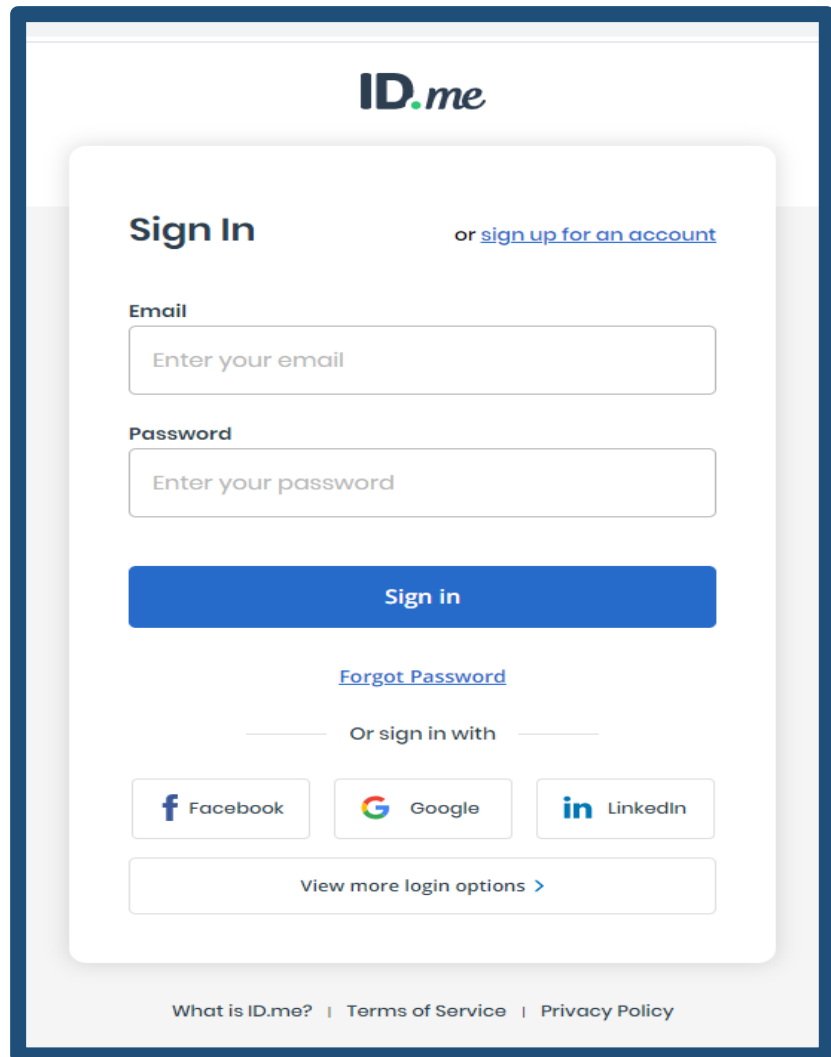 ID.me
Sign In or sign up for an account
Email
Enter your email
Password
Enter your password
Sign in
Forgot Password
Or sign in with
Facebook Google LinkedIn
View more login options >
What is ID.me? | Terms of Service | Privacy Policy